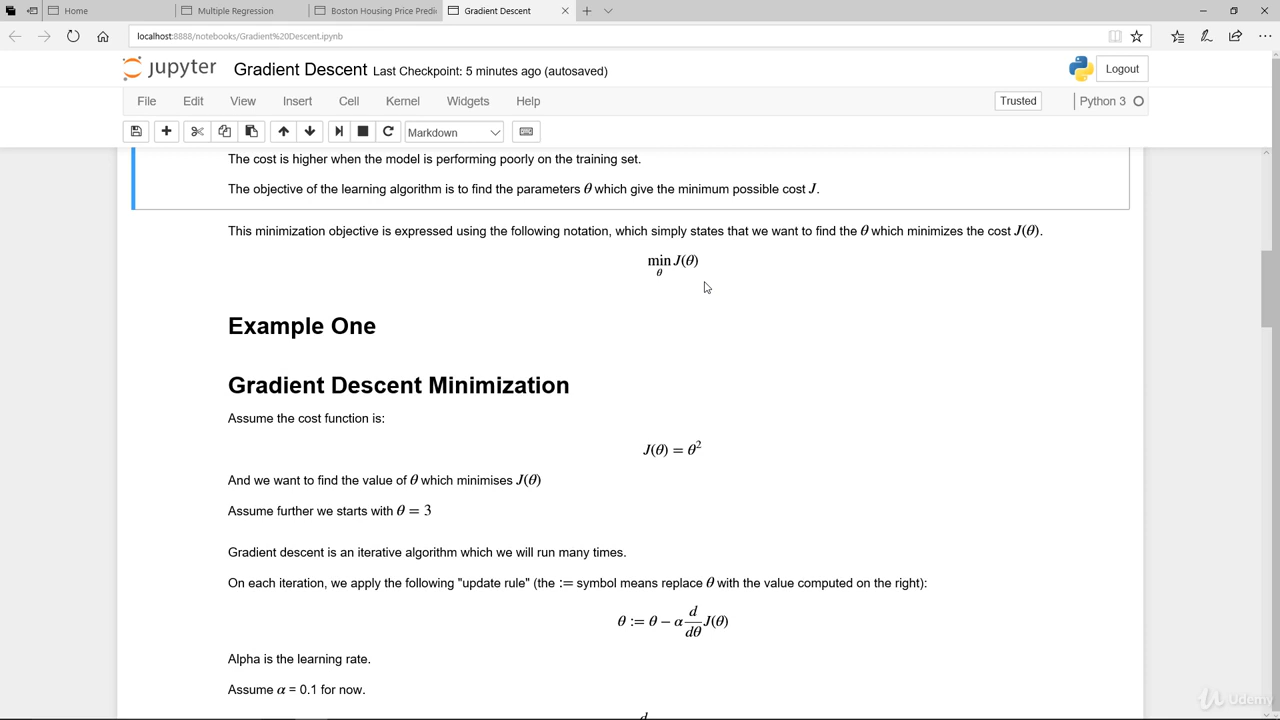 Home
Multiple Regression
Boston Housing Price Predi
Gradient Descent
localhost:8888/notebooks/Gradient%20Descent.ipynb
jupyter Gradient Descent Last Checkpoint: 5 minutes ago (autosaved)
Logout
File Edit View Insert Cell Kernel Widgets Help
Trusted
Python 3
Markdown
The cost is higher when the model is performing poorly on the training set.
The objective of the learning algorithm is to find the parameters θ which give the minimum possible cost J.
This minimization objective is expressed using the following notation, which simply states that we want to find the θ which minimizes the cost J(θ).
min J(θ)
θ
Example One
Gradient Descent Minimization
Assume the cost function is:
J(θ) = θ²
And we want to find the value of θ which minimises J(θ)
Assume further we starts with θ = 3
Gradient descent is an iterative algorithm which we will run many times.
On each iteration, we apply the following "update rule" (the := symbol means replace θ with the value computed on the right):
θ := θ − α d/dθ J(θ)
Alpha is the learning rate.
Assume α = 0.1 for now.
d
Udemy